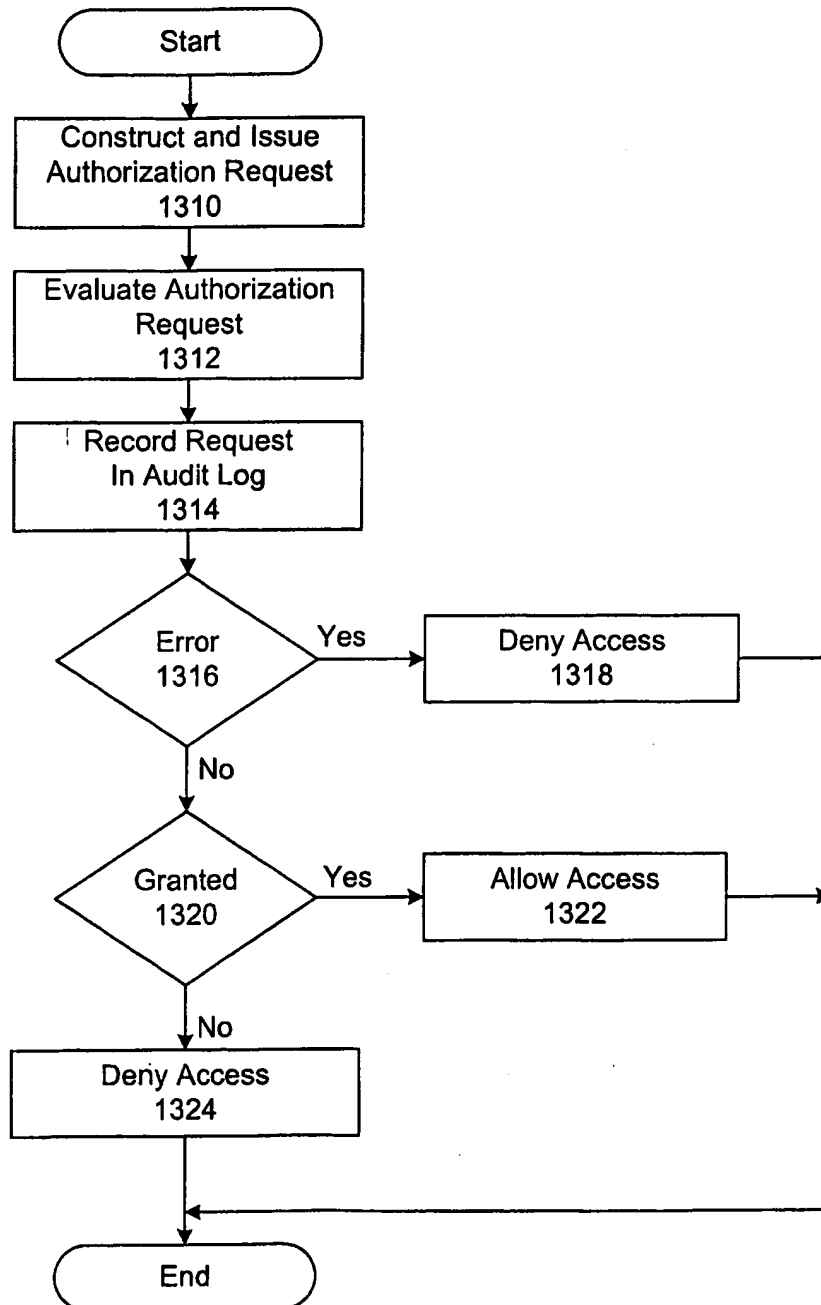 Start
Construct and Issue
Authorization Request
1310
Evaluate Authorization
Request
1312
Record Request
In Audit Log
1314
Error
1316
Yes
Deny Access
1318
No
Granted
1320
Yes
Allow Access
1322
No
Deny Access
1324
End